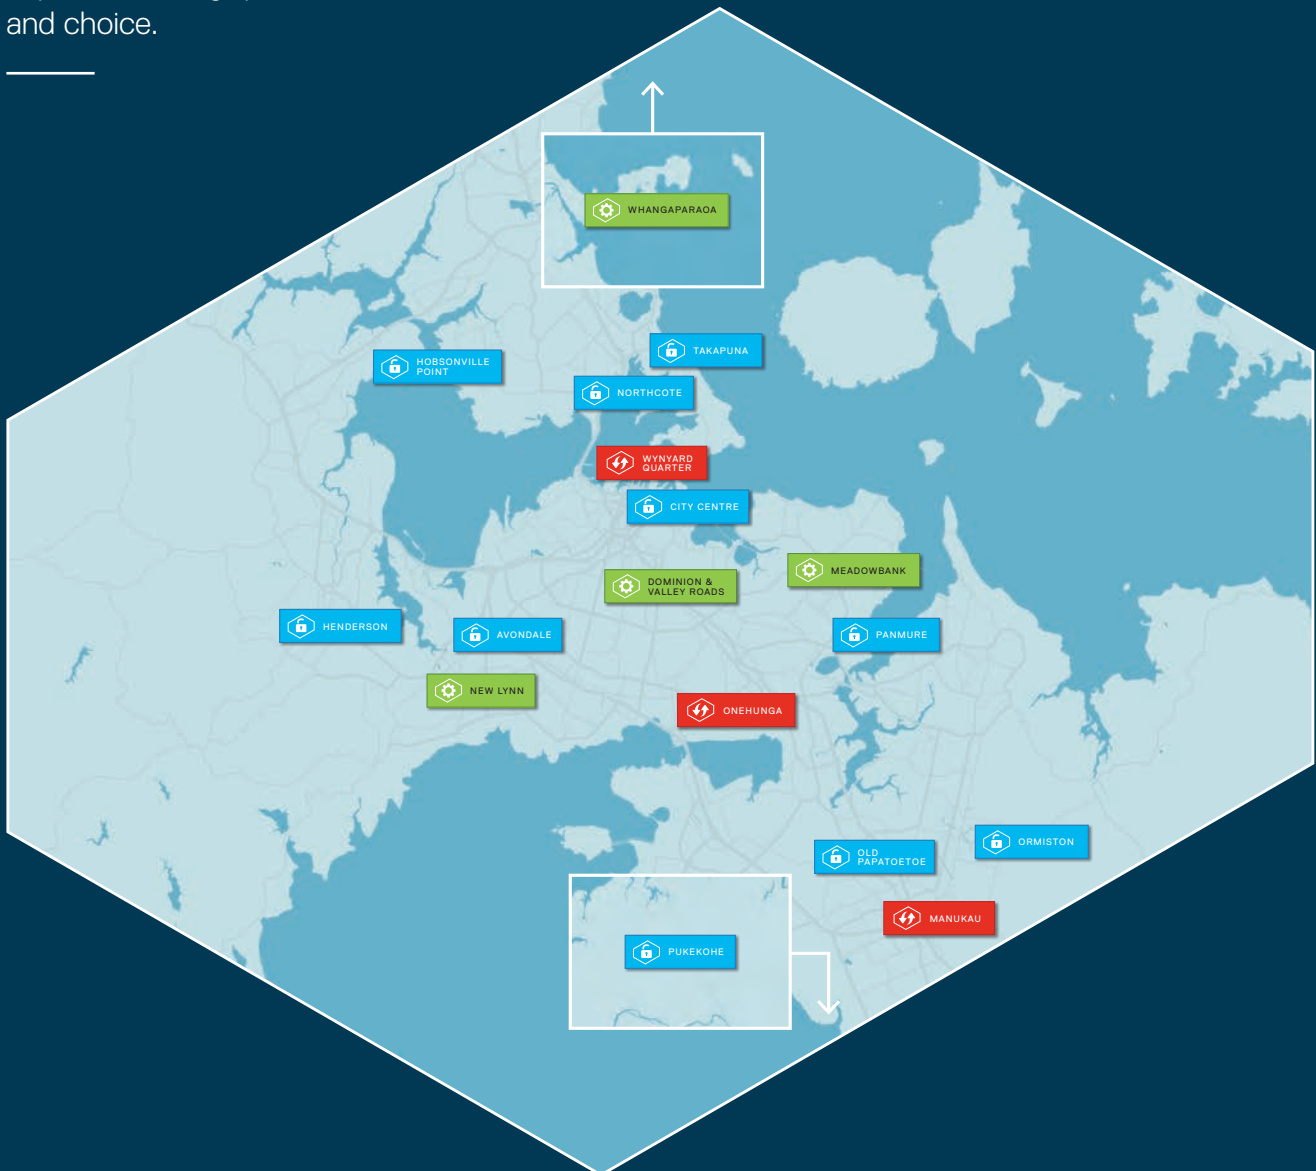 and choice.
WHANGAPARAOA
TAKAPUNA
HOBSONVILLE
POINT
NORTHCOTE
WYNYARD
QUARTER
CITY CENTRE
MEADOWBANK
DOMINION &
VALLEY ROADS
HENDERSON
AVONDALE
PANMURE
NEW LYNN
ONEHUNGA
ORMISTON
OLD
PAPATOETOE
MANUKAU
PUKEKOHE